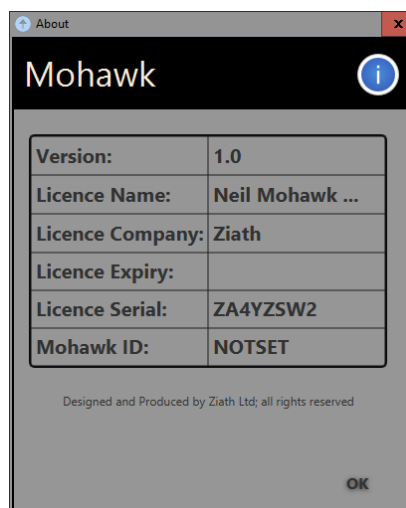 About
x
Mohawk
i
Version: 1.0
Licence Name: Neil Mohawk ...
Licence Company: Ziath
Licence Expiry:
Licence Serial: ZA4YZSW2
Mohawk ID: NOTSET
Designed and Produced by Ziath Ltd; all rights reserved
OK